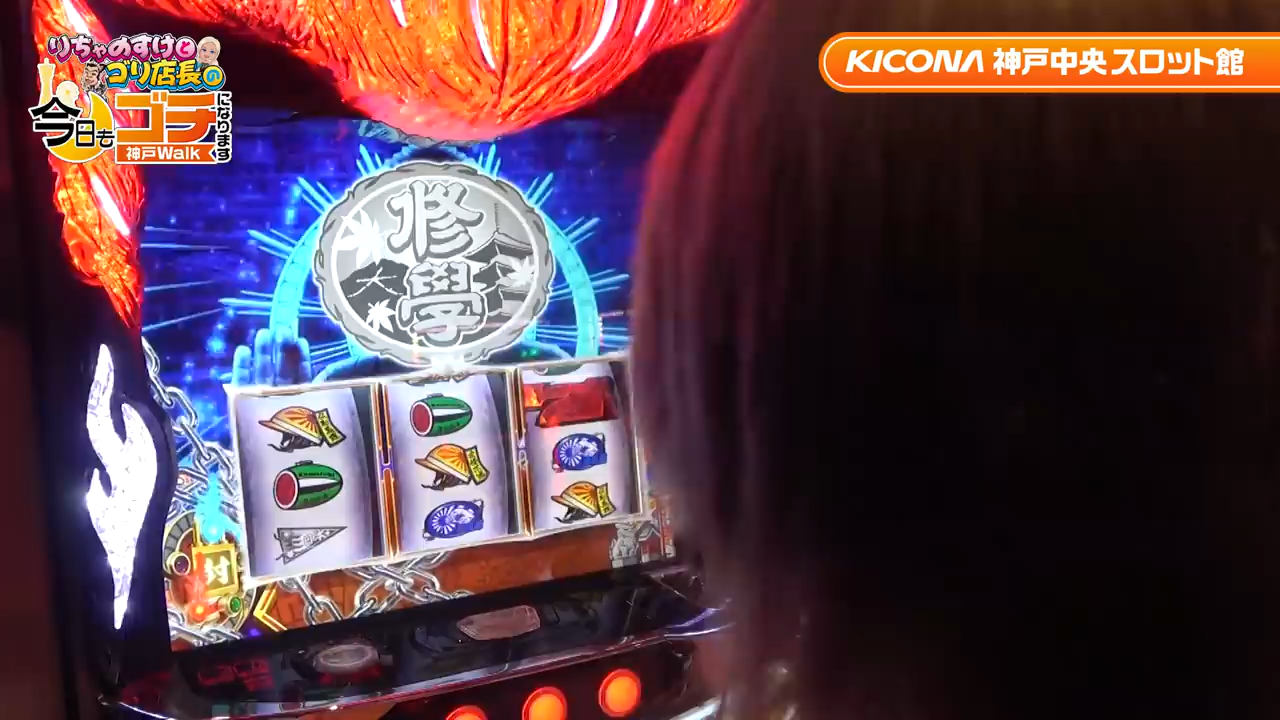 りちゃのすけと
ゴリ店長の
今日も
ゴチ
になります
神戸Walk
KICONA 神戸中央スロット館
修
學
大
封